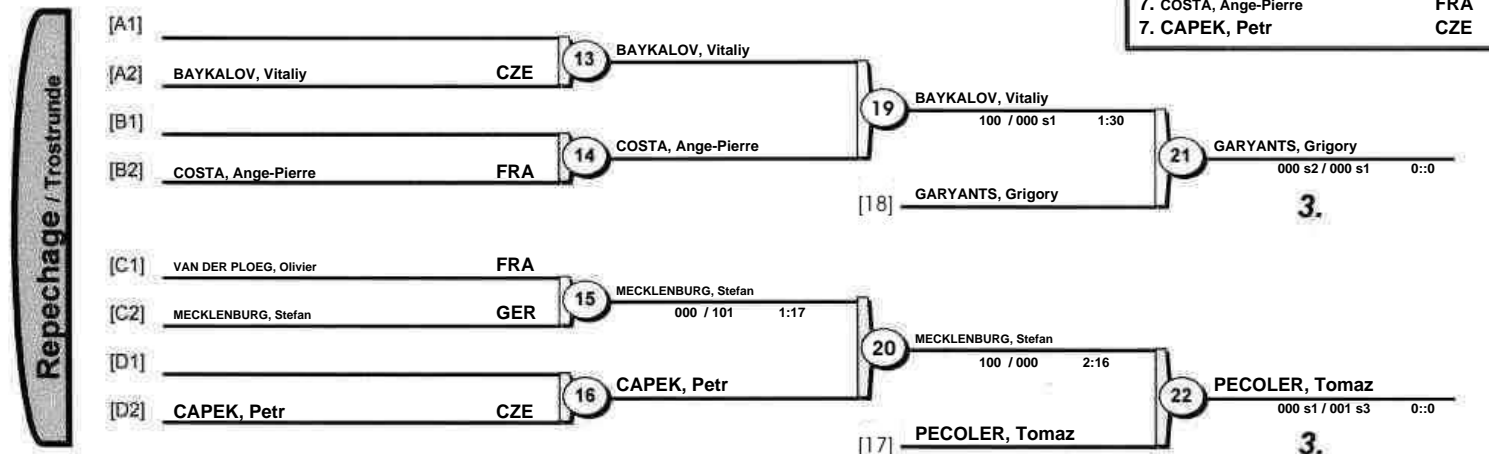 7. COSTA, Ange-Pierre FRA
7. CAPEK, Petr CZE
Repechage / Trostrunde
[A1]
[A2] BAYKALOV, Vitaliy CZE
13 BAYKALOV, Vitaliy
[B1]
[B2] COSTA, Ange-Pierre FRA
14 COSTA, Ange-Pierre
19 BAYKALOV, Vitaliy
100 / 000 s1 1:30
[18] GARYANTS, Grigory
21 GARYANTS, Grigory
000 s2 / 000 s1 0::0
3.
[C1] VAN DER PLOEG, Olivier FRA
[C2] MECKLENBURG, Stefan GER
15 MECKLENBURG, Stefan
000 / 101 1:17
[D1]
[D2] CAPEK, Petr CZE
16 CAPEK, Petr
20 MECKLENBURG, Stefan
100 / 000 2:16
[17] PECOLER, Tomaz
22 PECOLER, Tomaz
000 s1 / 001 s3 0::0
3.